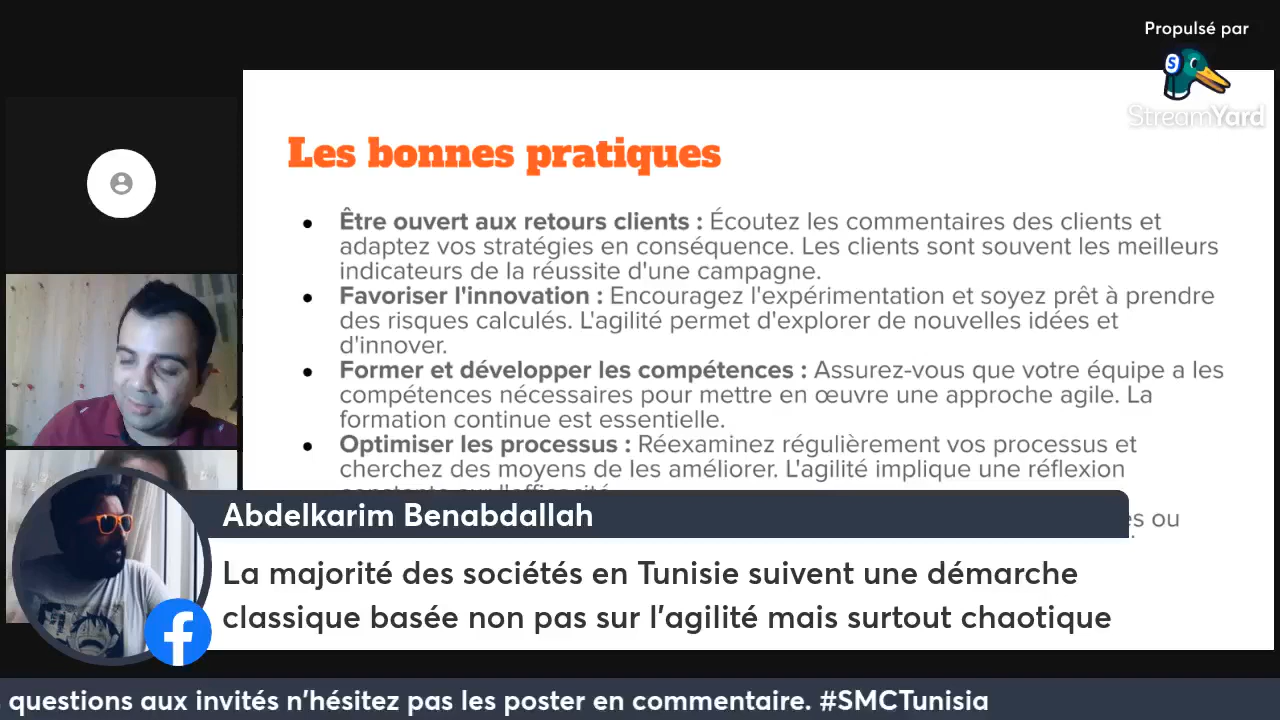 Propulsé par
StreamYard
Les bonnes pratiques
• Être ouvert aux retours clients : Écoutez les commentaires des clients et
adaptez vos stratégies en conséquence. Les clients sont souvent les meilleurs
indicateurs de la réussite d'une campagne.
• Favoriser l'innovation : Encouragez l'expérimentation et soyez prêt à prendre
des risques calculés. L'agilité permet d'explorer de nouvelles idées et
d'innover.
• Former et développer les compétences : Assurez-vous que votre équipe a les
compétences nécessaires pour mettre en œuvre une approche agile. La
formation continue est essentielle.
• Optimiser les processus : Réexaminez régulièrement vos processus et
cherchez des moyens de les améliorer. L'agilité implique une réflexion
ou
Abdelkarim Benabdallah
La majorité des sociétés en Tunisie suivent une démarche
classique basée non pas sur l'agilité mais surtout chaotique
questions aux invités n'hésitez pas les poster en commentaire. #SMCTunisia